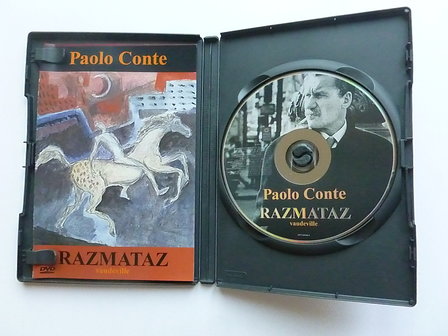 Paolo Conte
RAZMATAZ
vaudeville
DVD
Paolo Conte
RAZMATAZ
vaudeville